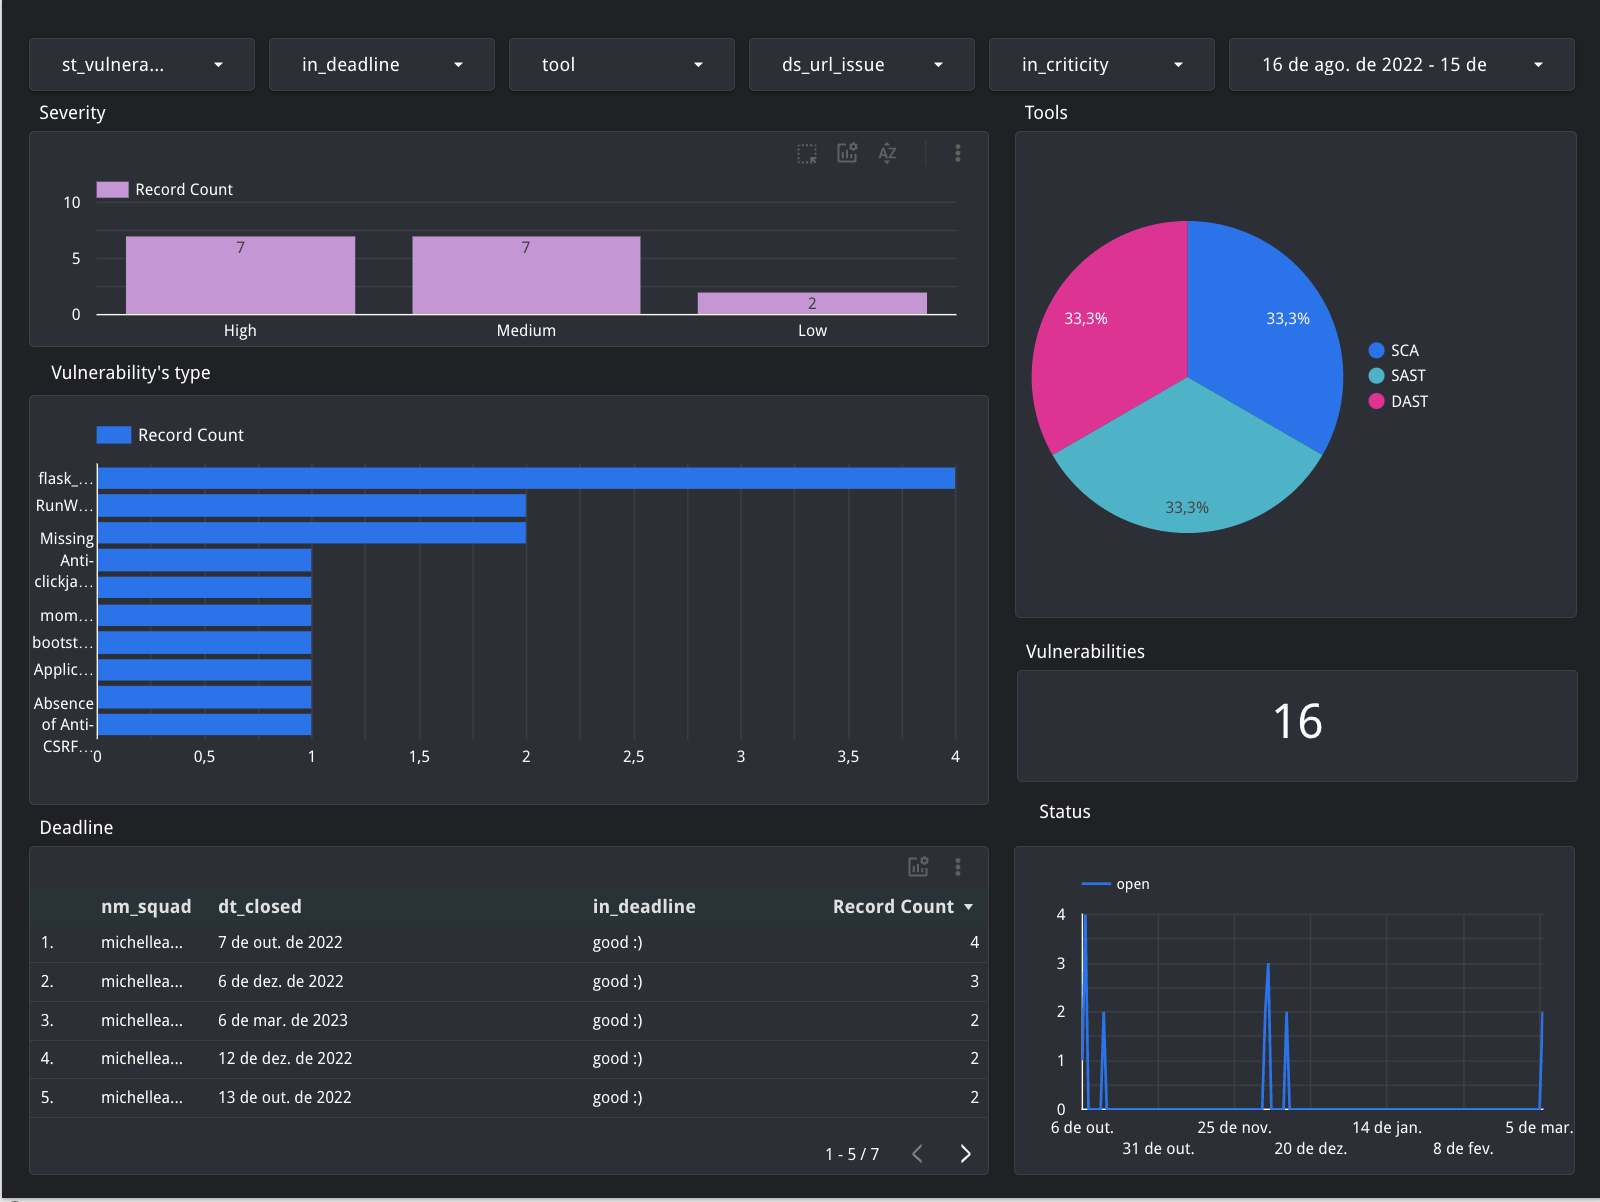 st_vulnera...
in_deadline
tool
ds_url_issue
in_criticity
16 de ago. de 2022 - 15 de
Severity
Record Count
10
5
0
7
7
2
High
Medium
Low
Tools
33,3%
33,3%
33,3%
SCA
SAST
DAST
Vulnerability's type
Record Count
flask_...
RunW...
Missing
Anti-
clickja...
mom...
bootst...
Applic...
Absence
of Anti-
CSRF...
0
0,5
1
1,5
2
2,5
3
3,5
4
Vulnerabilities
16
Deadline
nm_squad dt_closed in_deadline Record Count
1. michellea... 7 de out. de 2022 good :) 4
2. michellea... 6 de dez. de 2022 good :) 3
3. michellea... 6 de mar. de 2023 good :) 2
4. michellea... 12 de dez. de 2022 good :) 2
5. michellea... 13 de out. de 2022 good :) 2
1 - 5 / 7
Status
open
4
3
2
1
0
6 de out.
31 de out.
25 de nov.
20 de dez.
14 de jan.
8 de fev.
5 de mar.